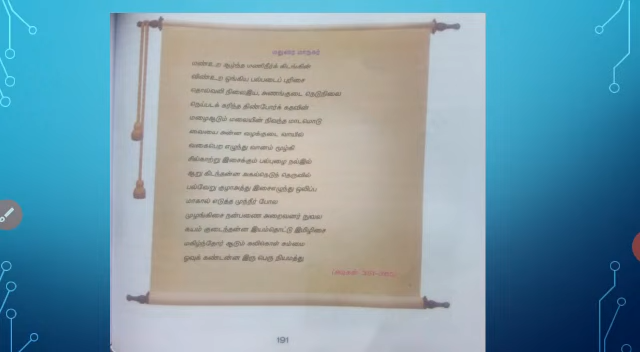 மதுரை மாநகர்
மண்உற ஆழ்ந்த மணிநீர்க் கிடங்கின்
விண்உற ஓங்கிய பல்படைப் புரிசை
தொல்வலி நிலைஇய, அணங்குடை நெடுநிலை
நெய்படக் கரிந்த திண்போர்க் கதவின்
மழைஆடும் மலையின் நிவந்த மாடமொடு
வையை அன்ன வழக்குடை வாயில்
வகைபெற எழுந்து வானம் மூழ்கி
சில்காற்று இசைக்கும் பல்புழை நல்இல்
ஆறு கிடந்தன்ன அகல்நெடுந் தெருவில்
பல்வேறு குழாஅத்து இசைஎழுந்து ஒலிப்ப
மாகால் எடுத்த முந்நீர் போல
முழங்கிசை நன்பணை அறைவனர் நுவல
கயம் குடைந்தன்ன இயம்தொட்டு இமிழிசை
மகிழ்ந்தோர் ஆடும் கலிகொள் சும்மை
ஓவுக் கண்டன்ன இரு பெரு நியமத்து
191